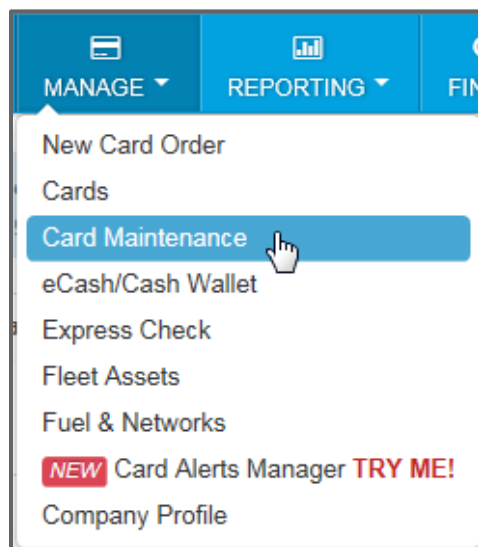 MANAGE REPORTING FIN
New Card Order
Cards
Card Maintenance
eCash/Cash Wallet
Express Check
Fleet Assets
Fuel & Networks
NEW Card Alerts Manager TRY ME!
Company Profile